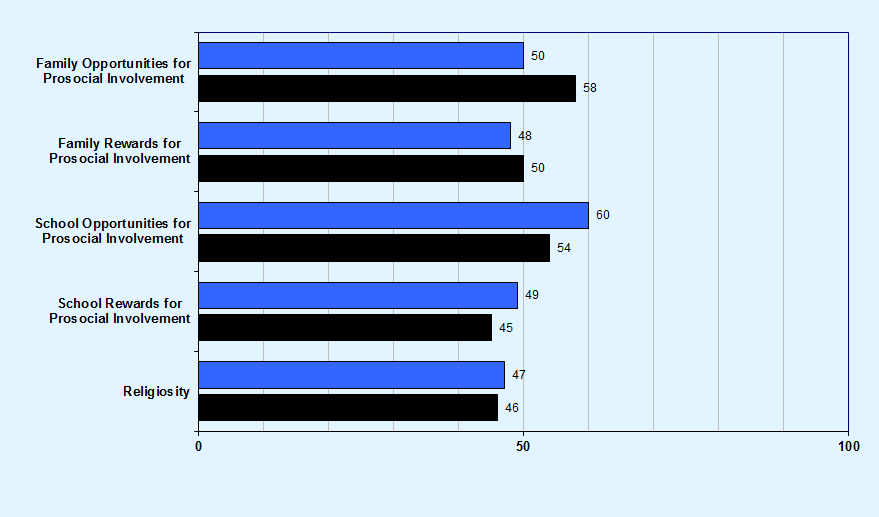 Family Opportunities for
Prosocial Involvement
50
58
Family Rewards for
Prosocial Involvement
48
50
School Opportunities for
Prosocial Involvement
60
54
School Rewards for
Prosocial Involvement
49
45
Religiosity
47
46
0 50 100